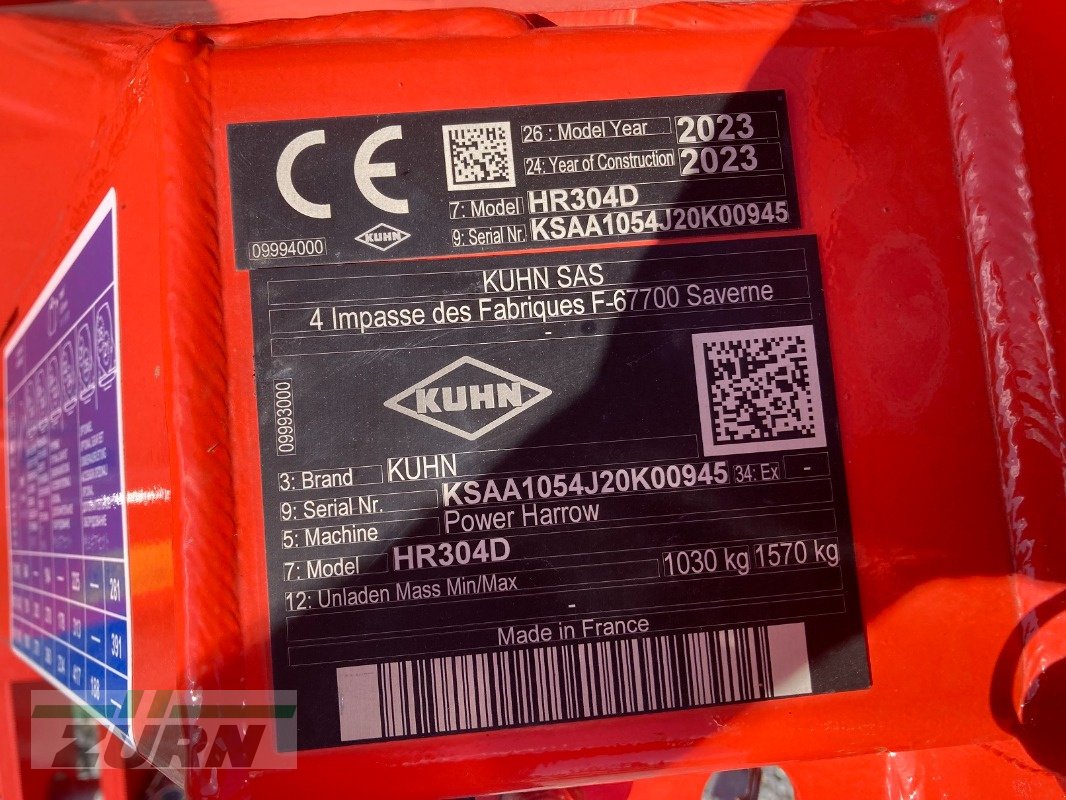 CE
26 : Model Year 2023
24: Year of Construction 2023
7: Model HR304D
9: Serial Nr. KSAA1054J20K00945
09994000
KUHN
KUHN SAS
4 Impasse des Fabriques F-67700 Saverne
-
KUHN
09993000
3: Brand KUHN
9: Serial Nr. KSAA1054J20K00945 34: Ex -
5: Machine Power Harrow
7: Model HR304D
12: Unladen Mass Min/Max 1030 kg 1570 kg
-
Made in France
281
391
ZÜRN